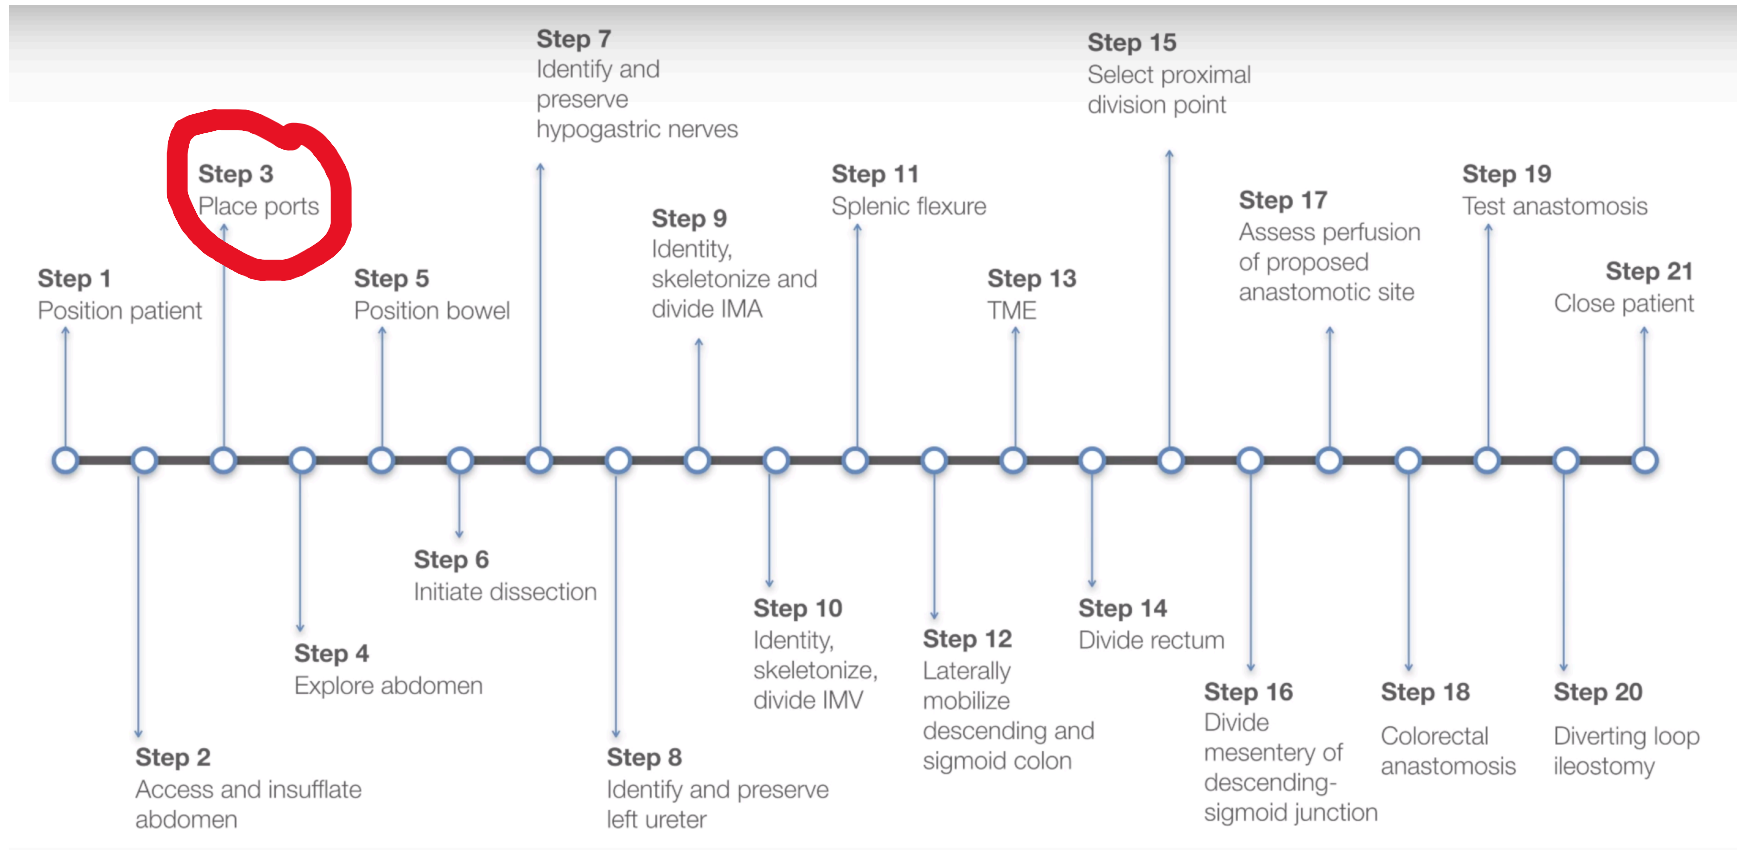 Step 1
Position patient
Step 2
Access and insufflate
abdomen
Step 3
Place ports
Step 4
Explore abdomen
Step 5
Position bowel
Step 6
Initiate dissection
Step 7
Identify and
preserve
hypogastric nerves
Step 8
Identify and preserve
left ureter
Step 9
Identity,
skeletonize and
divide IMA
Step 10
Identity,
skeletonize,
divide IMV
Step 11
Splenic flexure
Step 12
Laterally
mobilize
descending and
sigmoid colon
Step 13
TME
Step 14
Divide rectum
Step 15
Select proximal
division point
Step 16
Divide
mesentery of
descending-
sigmoid junction
Step 17
Assess perfusion
of proposed
anastomotic site
Step 18
Colorectal
anastomosis
Step 19
Test anastomosis
Step 20
Diverting loop
ileostomy
Step 21
Close patient